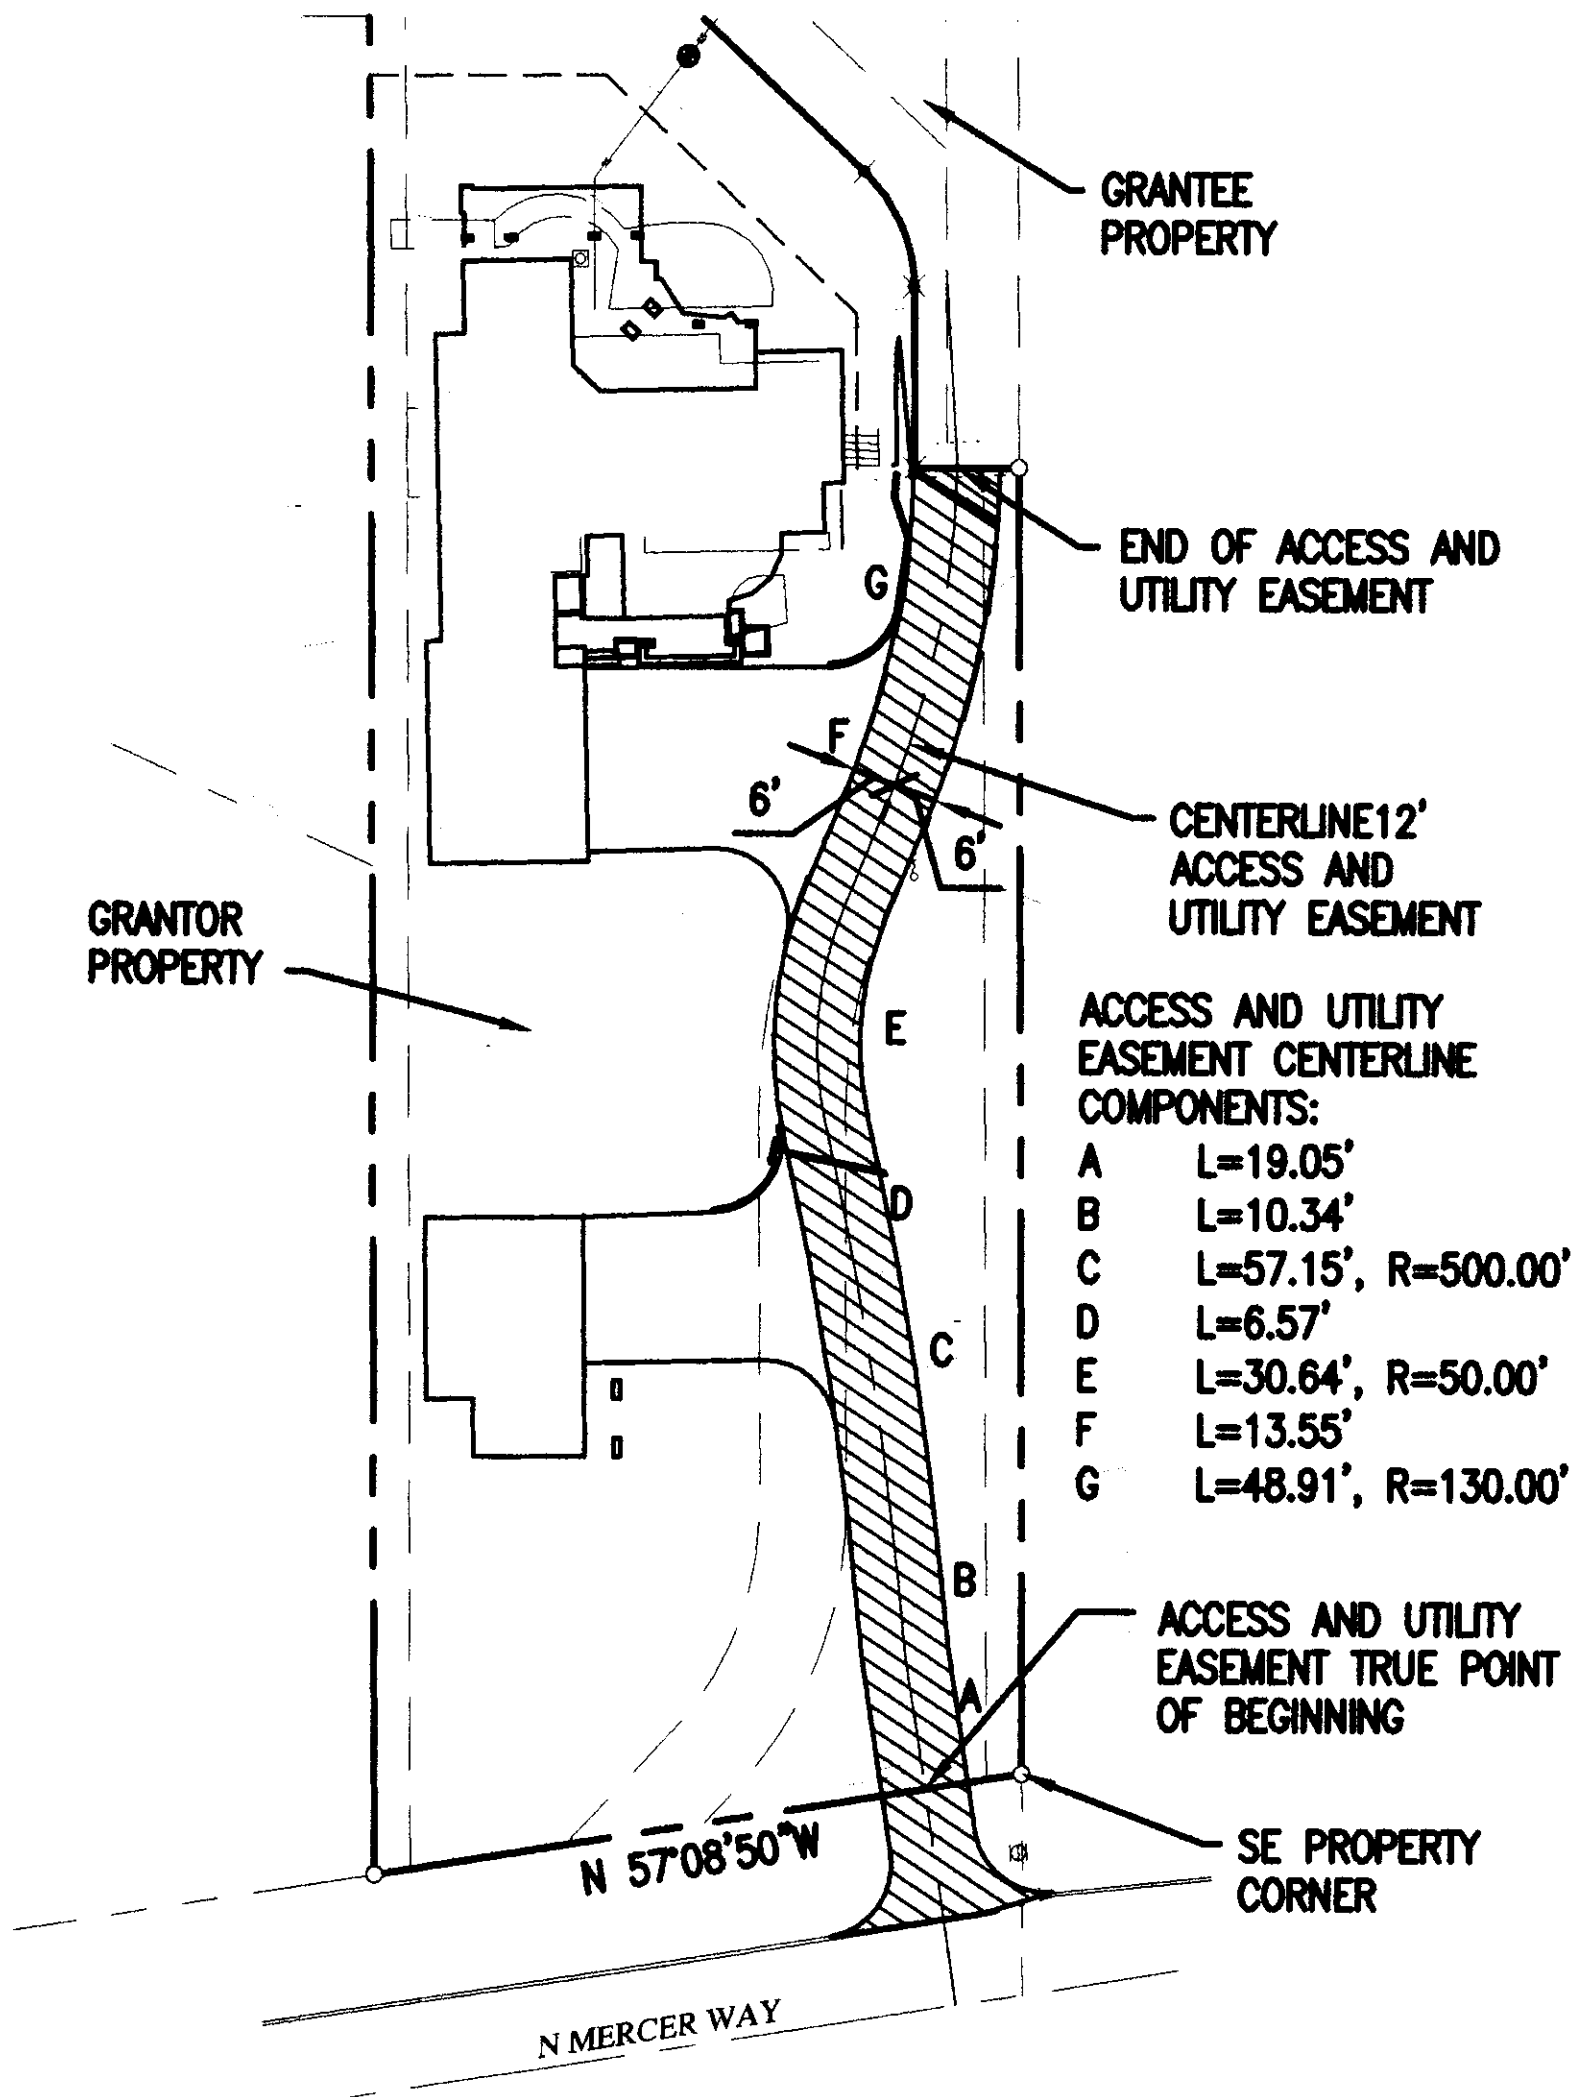 GRANTEE
PROPERTY
END OF ACCESS AND
UTILITY EASEMENT
G
F
6'
6'
CENTERLINE12'
ACCESS AND
UTILITY EASEMENT
GRANTOR
PROPERTY
E
ACCESS AND UTILITY
EASEMENT CENTERLINE
COMPONENTS:
A L=19.05'
B L=10.34'
C L=57.15', R=500.00'
D L=6.57'
E L=30.64', R=50.00'
F L=13.55'
G L=48.91', R=130.00'
D
C
B
A
ACCESS AND UTILITY
EASEMENT TRUE POINT
OF BEGINNING
N 57°08'50"W
SE PROPERTY
CORNER
N MERCER WAY